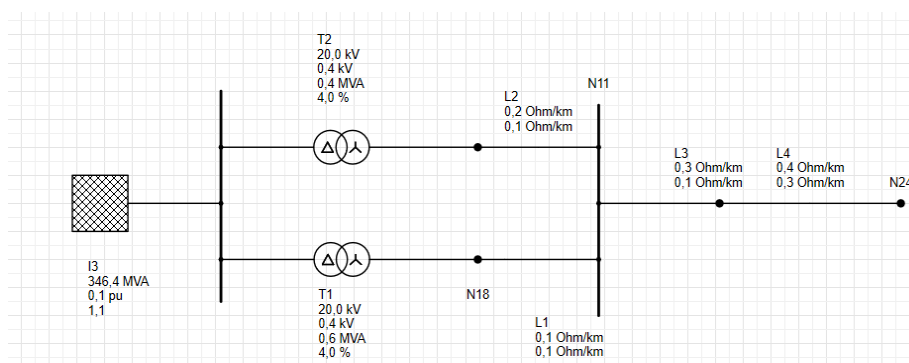 T2
20,0 kV
0,4 kV
0,4 MVA
4,0 %
L2
0,2 Ohm/km
0,1 Ohm/km
N11
L3
0,3 Ohm/km
0,1 Ohm/km
L4
0,4 Ohm/km
0,3 Ohm/km
N24
I3
346,4 MVA
0,1 pu
1,1
T1
20,0 kV
0,4 kV
0,6 MVA
4,0 %
N18
L1
0,1 Ohm/km
0,1 Ohm/km